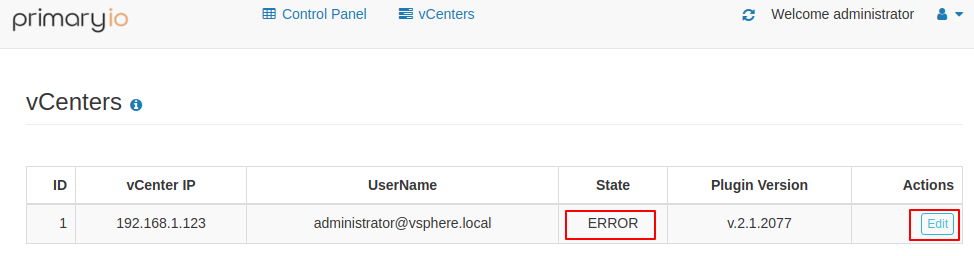 primaryio Control Panel vCenters Welcome administrator
vCenters
ID vCenter IP UserName State Plugin Version Actions
1 192.168.1.123 administrator@vsphere.local ERROR v.2.1.2077 Edit